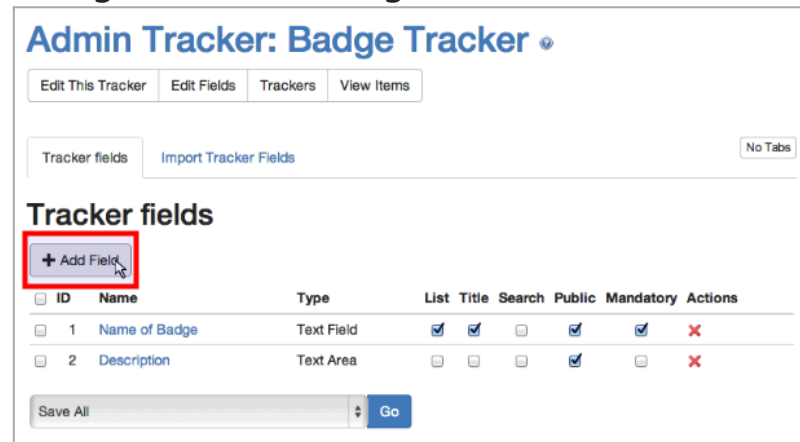 Admin Tracker: Badge Tracker
Edit This Tracker Edit Fields Trackers View Items
Tracker fields Import Tracker Fields No Tabs
Tracker fields
+ Add Field
ID Name Type List Title Search Public Mandatory Actions
1 Name of Badge Text Field
2 Description Text Area
Save All Go